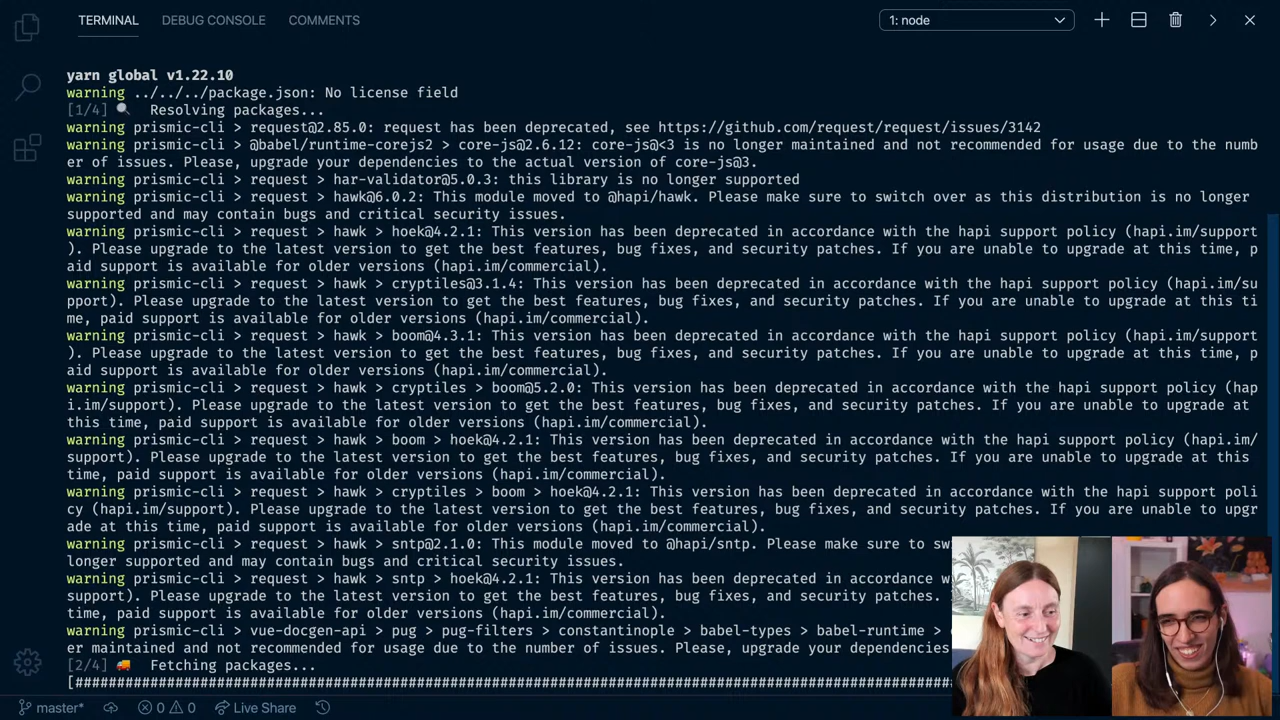 TERMINAL
DEBUG CONSOLE
COMMENTS
1: node
yarn global v1.22.10
warning ../../../package.json: No license field
[1/4] 🔍 Resolving packages...
warning prismic-cli > request@2.85.0: request has been deprecated, see https://github.com/request/request/issues/3142
warning prismic-cli > @babel/runtime-corejs2 > core-js@2.6.12: core-js@<3 is no longer maintained and not recommended for usage due to the numb
er of issues. Please, upgrade your dependencies to the actual version of core-js@3.
warning prismic-cli > request > har-validator@5.0.3: this library is no longer supported
warning prismic-cli > request > hawk@6.0.2: This module moved to @hapi/hawk. Please make sure to switch over as this distribution is no longer
supported and may contain bugs and critical security issues.
warning prismic-cli > request > hawk > hoek@4.2.1: This version has been deprecated in accordance with the hapi support policy (hapi.im/support
). Please upgrade to the latest version to get the best features, bug fixes, and security patches. If you are unable to upgrade at this time, p
aid support is available for older versions (hapi.im/commercial).
warning prismic-cli > request > hawk > cryptiles@3.1.4: This version has been deprecated in accordance with the hapi support policy (hapi.im/su
pport). Please upgrade to the latest version to get the best features, bug fixes, and security patches. If you are unable to upgrade at this ti
me, paid support is available for older versions (hapi.im/commercial).
warning prismic-cli > request > hawk > boom@4.3.1: This version has been deprecated in accordance with the hapi support policy (hapi.im/support
). Please upgrade to the latest version to get the best features, bug fixes, and security patches. If you are unable to upgrade at this time, p
aid support is available for older versions (hapi.im/commercial).
warning prismic-cli > request > hawk > cryptiles > boom@5.2.0: This version has been deprecated in accordance with the hapi support policy (hap
i.im/support). Please upgrade to the latest version to get the best features, bug fixes, and security patches. If you are unable to upgrade at
this time, paid support is available for older versions (hapi.im/commercial).
warning prismic-cli > request > hawk > boom > hoek@4.2.1: This version has been deprecated in accordance with the hapi support policy (hapi.im/
support). Please upgrade to the latest version to get the best features, bug fixes, and security patches. If you are unable to upgrade at this
time, paid support is available for older versions (hapi.im/commercial).
warning prismic-cli > request > hawk > cryptiles > boom > hoek@4.2.1: This version has been deprecated in accordance with the hapi support poli
cy (hapi.im/support). Please upgrade to the latest version to get the best features, bug fixes, and security patches. If you are unable to upgr
ade at this time, paid support is available for older versions (hapi.im/commercial).
warning prismic-cli > request > hawk > sntp@2.1.0: This module moved to @hapi/sntp. Please make sure to sw
longer supported and may contain bugs and critical security issues.
warning prismic-cli > request > hawk > sntp > hoek@4.2.1: This version has been deprecated in accordance w
support). Please upgrade to the latest version to get the best features, bug fixes, and security patches.
time, paid support is available for older versions (hapi.im/commercial).
warning prismic-cli > vue-docgen-api > pug > pug-filters > constantinople > babel-types > babel-runtime >
er maintained and not recommended for usage due to the number of issues. Please, upgrade your dependencies
[2/4] 🚚 Fetching packages...
[##########################################################################################################
master* 0 0 Live Share